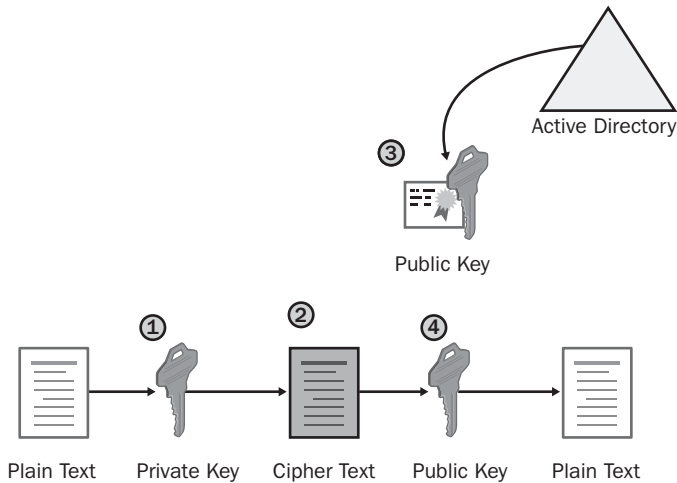 Active Directory
3
Public Key
1
2
4
Plain Text
Private Key
Cipher Text
Public Key
Plain Text